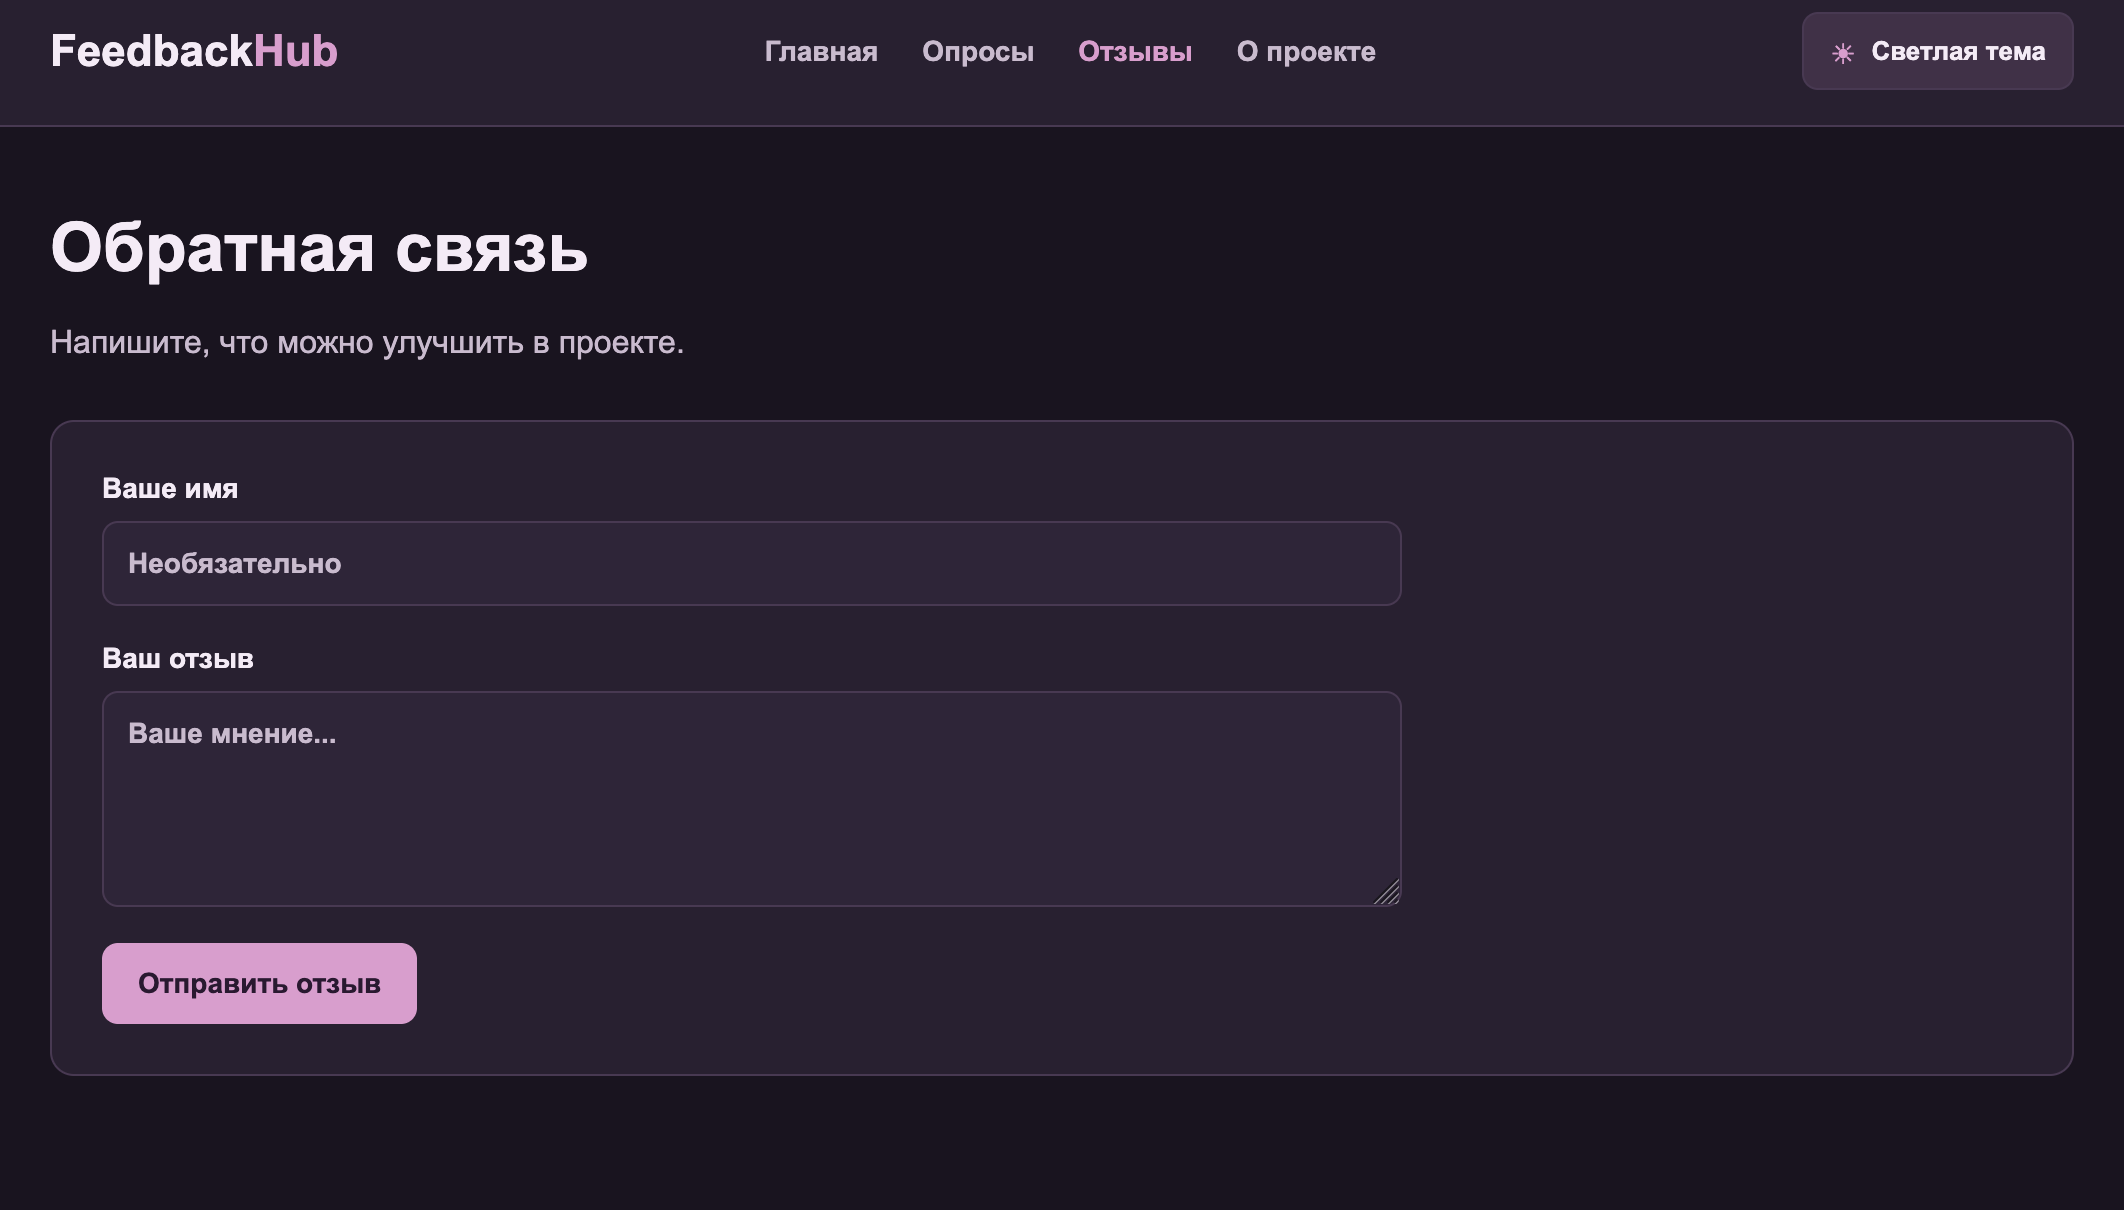 FeedbackHub
Главная Опросы Отзывы О проекте
Светлая тема
Обратная связь
Напишите, что можно улучшить в проекте.
Ваше имя
Необязательно
Ваш отзыв
Ваше мнение...
Отправить отзыв